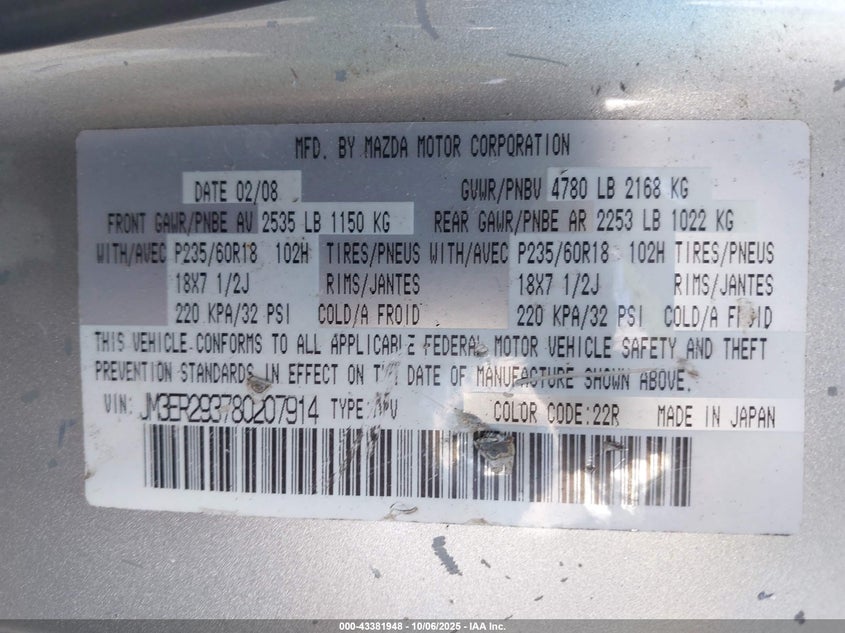 MFD. BY MAZDA MOTOR CORPORATION
DATE 02/08 GVWR/PNBV 4780 LB 2168 KG
FRONT GAWR/PNBE AV 2535 LB 1150 KG REAR GAWR/PNBE AR 2253 LB 1022 KG
WITH/AVEC P235/60R18 102H TIRES/PNEUS WITH/AVEC P235/60R18 102H TIRES/PNEUS
18X7 1/2J RIMS/JANTES 18X7 1/2J RIMS/JANTES
220 KPA/32 PSI COLD/A FROID 220 KPA/32 PSI COLD/A FROID
THIS VEHICLE CONFORMS TO ALL APPLICABLE FEDERAL MOTOR VEHICLE SAFETY AND THEFT
PREVENTION STANDARDS IN EFFECT ON THE DATE OF MANUFACTURE SHOWN ABOVE.
VIN: JM3ER293780207914 TYPE: MPV COLOR CODE:22R MADE IN JAPAN
000-43381948 - 10/06/2025 - IAA Inc.